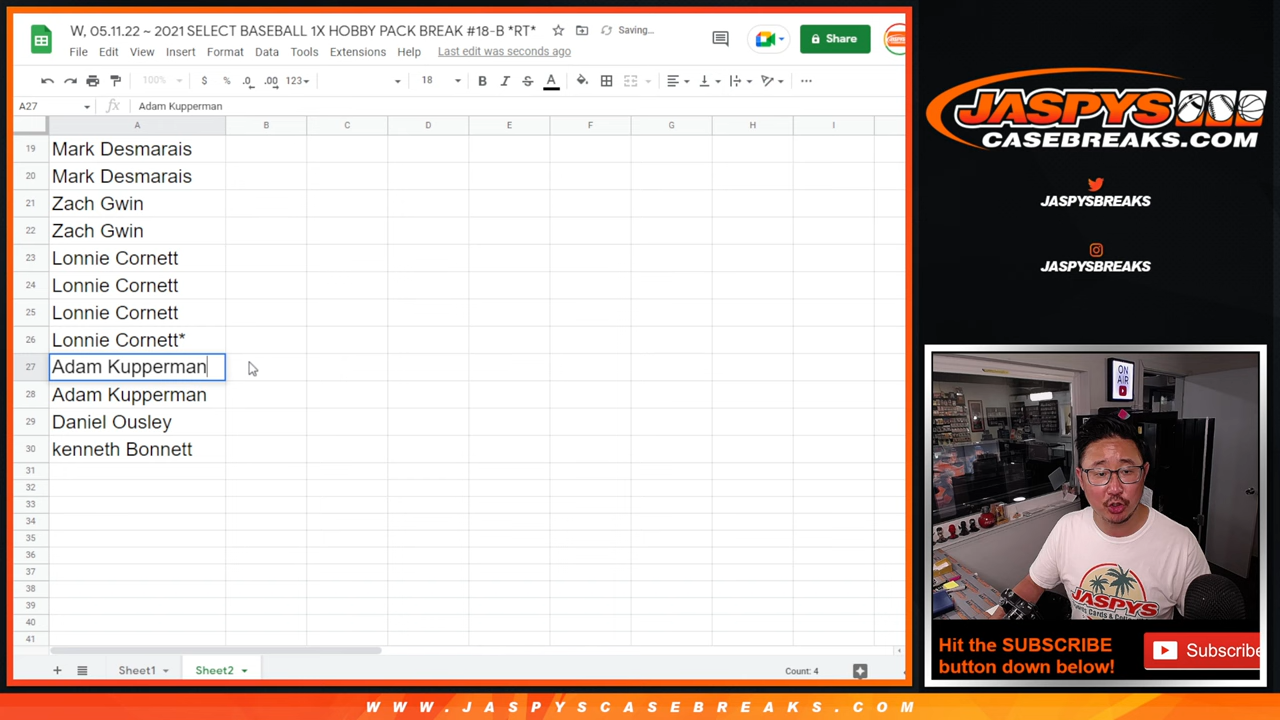 W, 05.11.22 ~ 2021 SELECT BASEBALL 1X HOBBY PACK BREAK #18-B *RT* Saving...
File Edit View Insert Format Data Tools Extensions Help Last edit was seconds ago
Share
100% $ % .0 .00 123 18 B I S A
A27 fx Adam Kupperman
A B C D E F G H I
19 Mark Desmarais
20 Mark Desmarais
21 Zach Gwin
22 Zach Gwin
23 Lonnie Cornett
24 Lonnie Cornett
25 Lonnie Cornett
26 Lonnie Cornett*
27 Adam Kupperman
28 Adam Kupperman
29 Daniel Ousley
30 kenneth Bonnett
31
32
33
34
35
36
37
38
39
40
41
+ Sheet1 Sheet2 Count: 4
JASPYS
CASEBREAKS.COM
JASPYSBREAKS
JASPYSBREAKS
ON
AIR
JASPYS
Hit the SUBSCRIBE
button down below!
Subscribe
WWW.JASPYSCASEBREAKS.COM